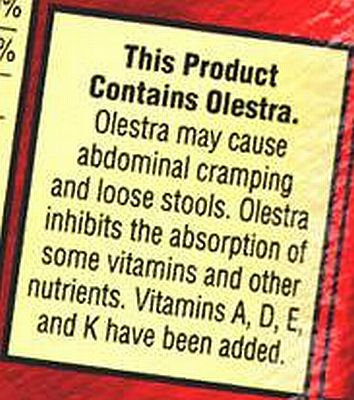 %
%
This Product
Contains Olestra.
Olestra may cause
abdominal cramping
and loose stools. Olestra
inhibits the absorption of
some vitamins and other
nutrients. Vitamins A, D, E,
and K have been added.